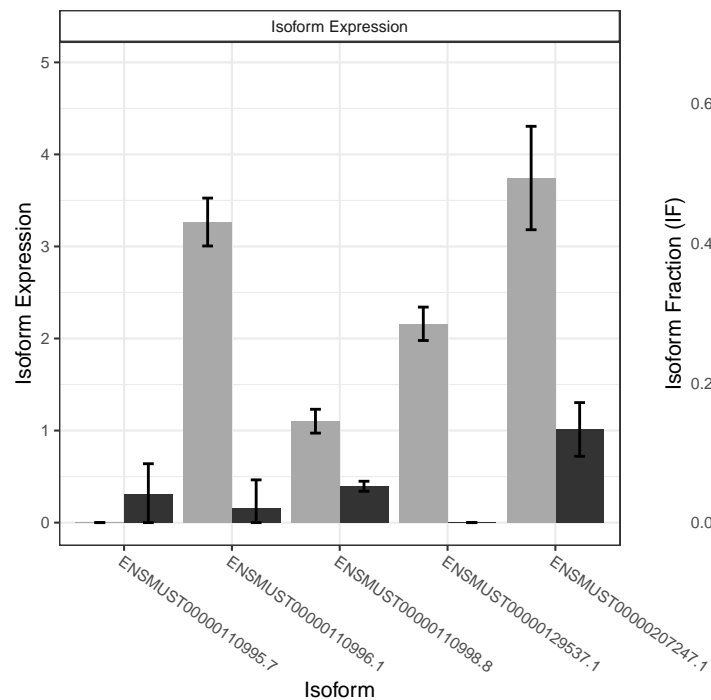 Isoform Expression
Isoform Expression
5
4
3
2
1
0
ENSMUST00000110995.7
ENSMUST00000110996.1
ENSMUST00000110998.8
ENSMUST00000129537.1
ENSMUST00000207247.1
Isoform
Isoform Fraction (IF)
0.6
0.4
0.2
0.0